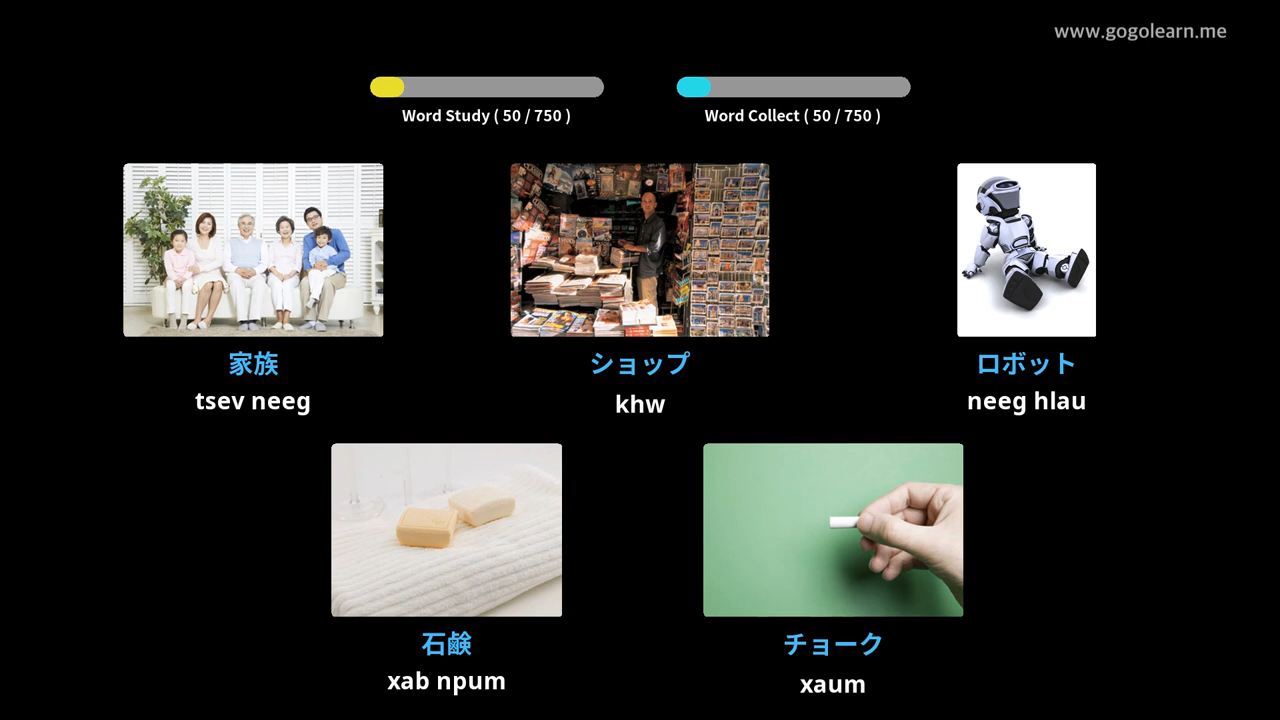 www.gogolearn.me
Word Study ( 50 / 750 )
Word Collect ( 50 / 750 )
家族
tsev neeg
ショップ
khw
ロボット
neeg hlau
石鹸
xab npum
チョーク
xaum